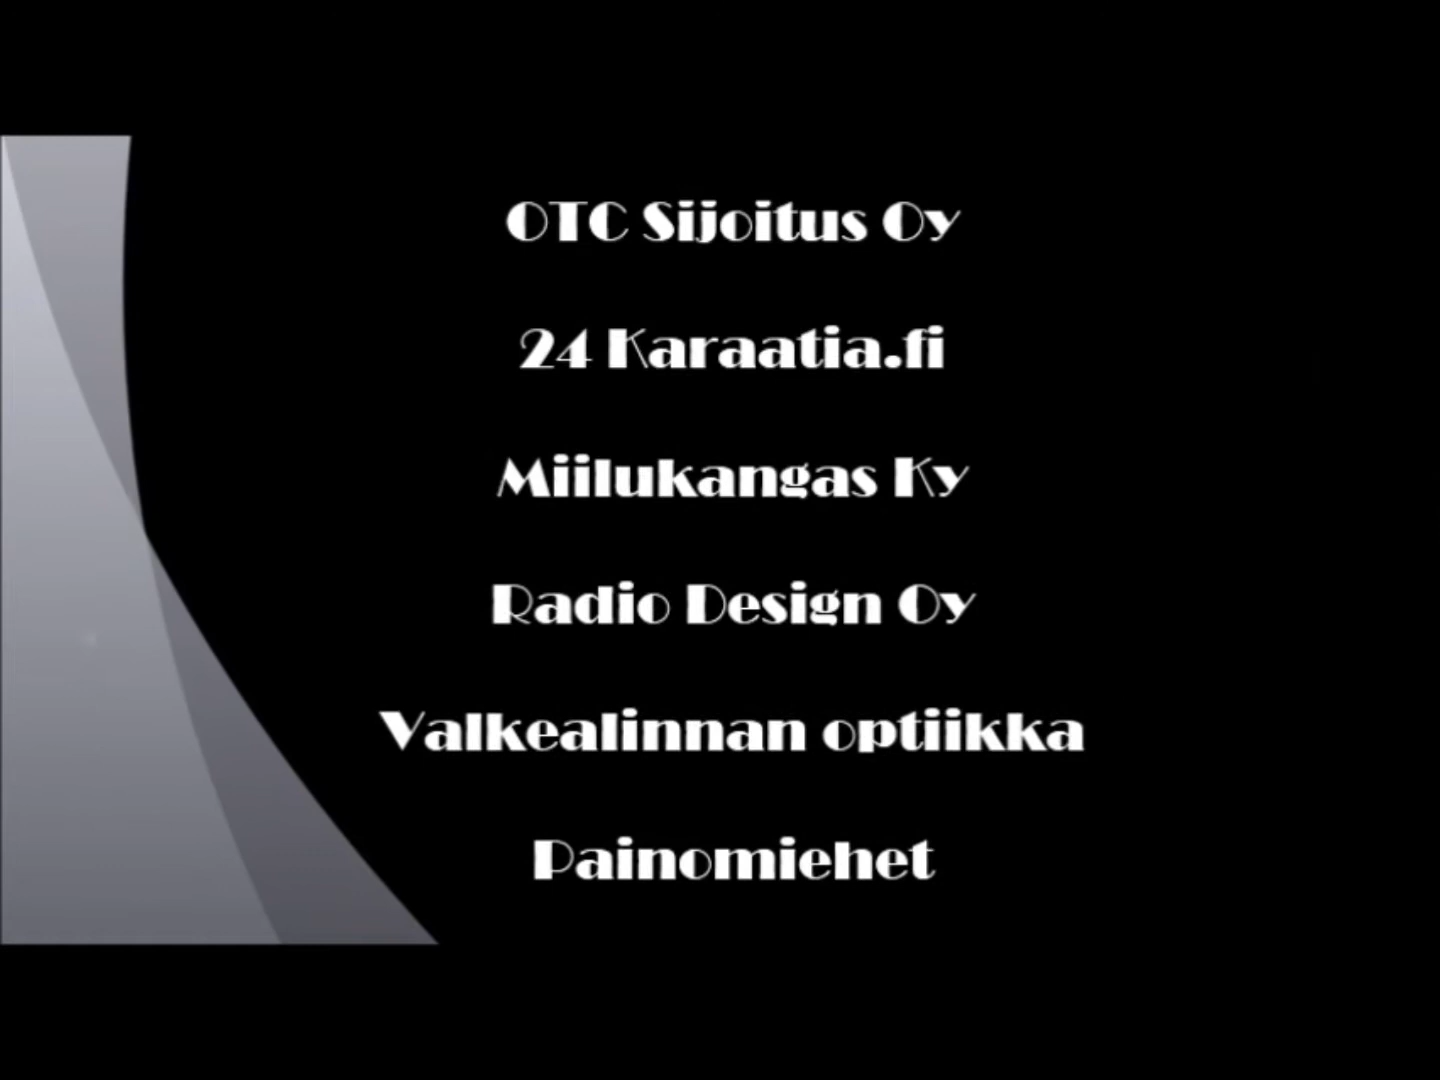 OTC Sijoitus Oy
24 Karaatia.fi
Miilukangas Ky
Radio Design Oy
Valkealinnan optiikka
Painomiehet